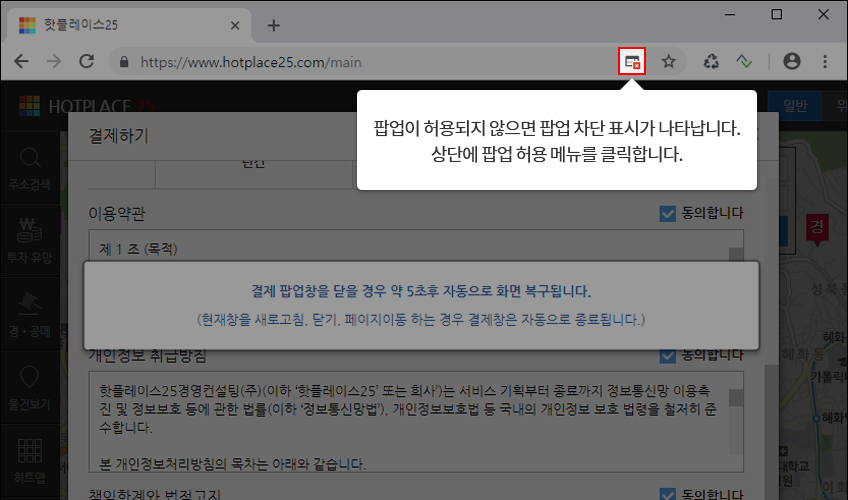 핫플레이스25
https://www.hotplace25.com/main
HOTPLACE 25
일반
팝업이 허용되지 않으면 팝업 차단 표시가 나타납니다.
상단에 팝업 허용 메뉴를 클릭합니다.
결제하기
주소검색
투자 유망
경·공매
물건보기
히트맵
이용약관
동의합니다
제 1 조 (목적)
결제 팝업창을 닫을 경우 약 5초후 자동으로 화면 복구됩니다.
(현재창을 새로고침, 닫기, 페이지이동 하는 경우 결제창은 자동으로 종료됩니다.)
개인정보 취급방침
동의합니다
핫플레이스25경영컨설팅(주)(이하 '핫플레이스25' 또는 회사')는 서비스 기획부터 종료까지 정보통신망 이용촉
진 및 정보보호 등에 관한 법률(이하 '정보통신망법'), 개인정보보호법 등 국내의 개인정보 보호 법령을 철저히 준
수합니다.
본 개인정보처리방침의 목차는 아래와 같습니다.
책임한계와 법적고지
동의합니다
경
성북동
혜화동